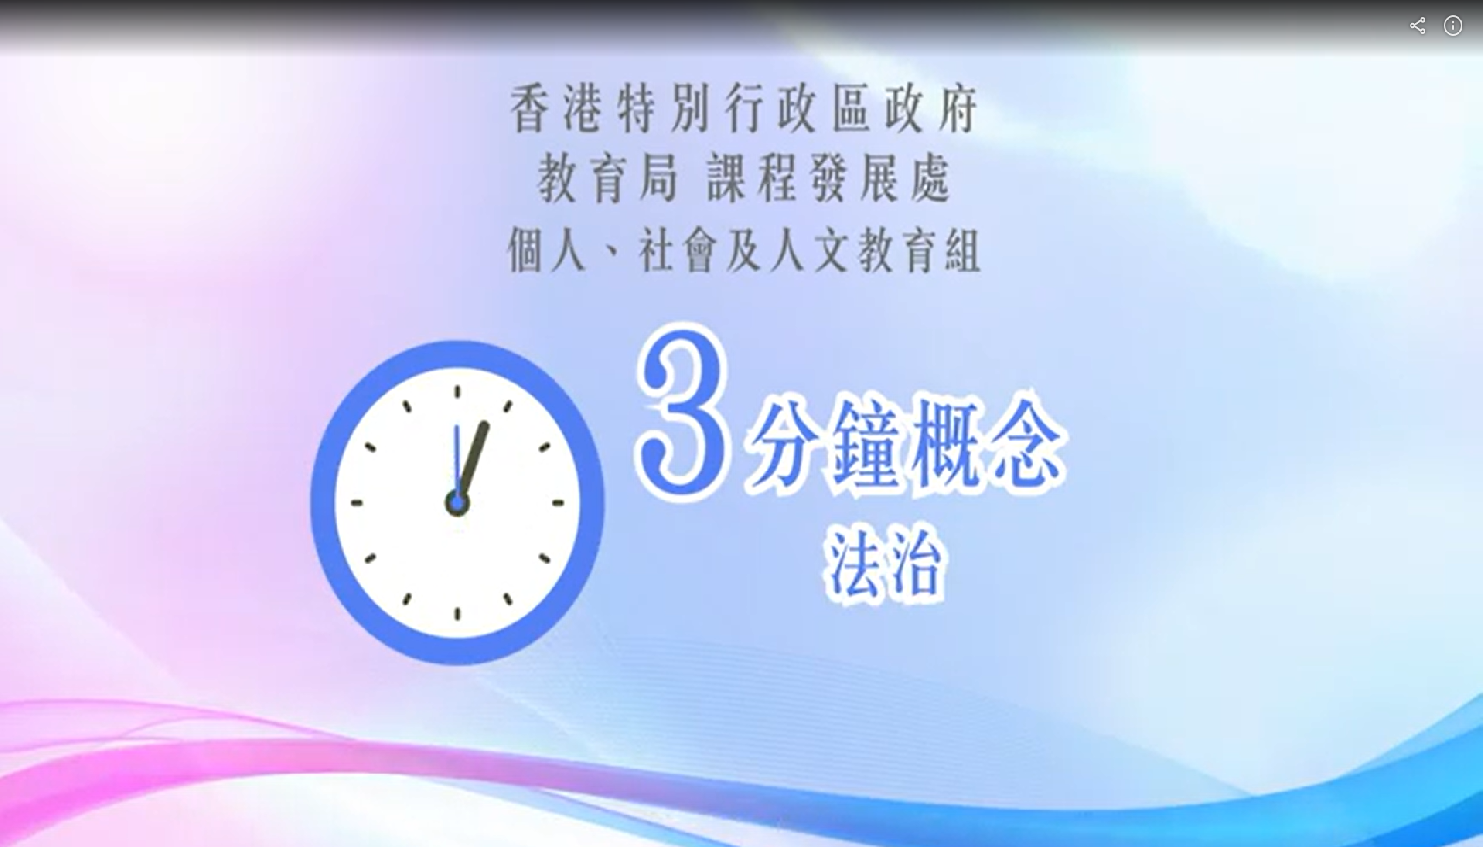 香港特別行政區政府
教育局 課程發展處
個人、社會及人文教育組
3分鐘概念
法治